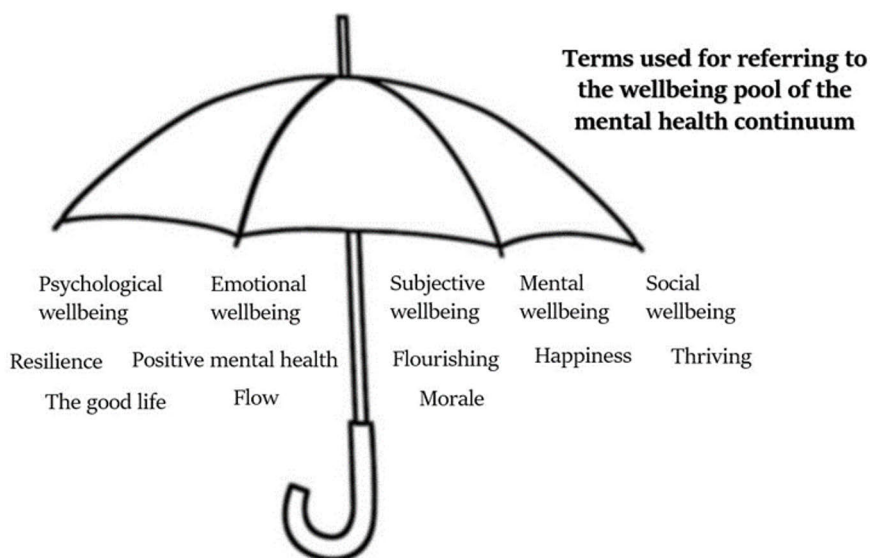 Terms used for referring to
the wellbeing pool of the
mental health continuum
Psychological
wellbeing
Emotional
wellbeing
Subjective
wellbeing
Mental
wellbeing
Social
wellbeing
Resilience
Positive mental health
Flourishing
Happiness
Thriving
The good life
Flow
Morale